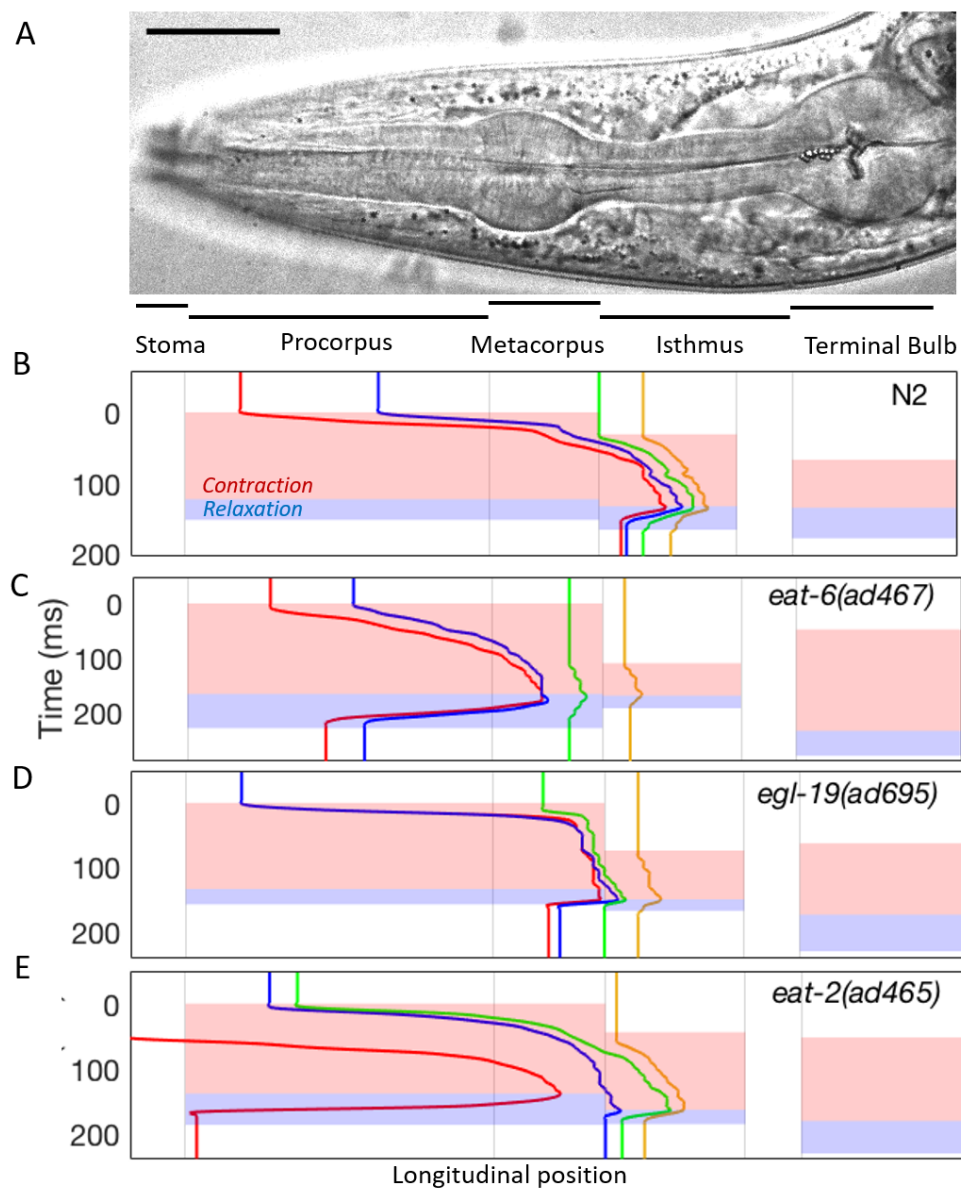 A
Stoma
Procorpus
Metacorpus
Isthmus
Terminal Bulb
B
N2
0
100
200
Contraction
Relaxation
C
eat-6(ad467)
0
100
200
Time (ms)
D
egl-19(ad695)
0
100
200
E
eat-2(ad465)
0
100
200
Longitudinal position